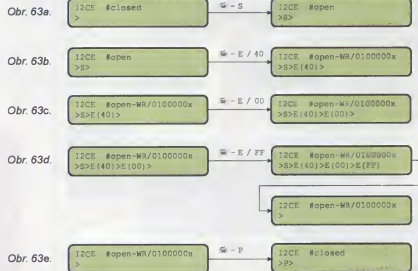 Obr. 63a.
I2CE #closed
>
- S
I2CE #open
>S>
Obr. 63b.
I2CE #open
>S>
- E / 40
I2CE #open-WR/0100000x
>S>E(40)>
Obr. 63c.
I2CE #open-WR/0100000x
>S>E(40)>
- E / 00
I2CE #open-WR/0100000x
>S>E(40)>E(00)>
Obr. 63d.
I2CE #open-WR/0100000x
>S>E(40)>E(00)>
- E / FF
I2CE #open-WR/0100000x
>S>E(40)>E(00)>E(FF)
I2CE #open-WR/0100000x
>
Obr. 63e.
I2CE #open-WR/0100000x
>
- P
I2CE #closed
>P>